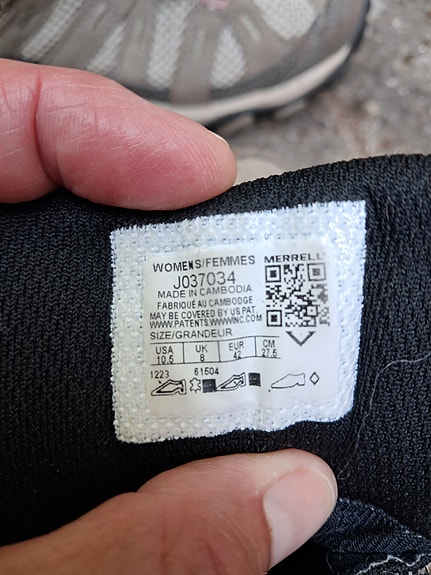 WOMENS/FEMMES MERRELL
J037034
MADE IN CAMBODIA
FABRIQUÉ AU CAMBODGE
MAY BE COVERED BY US PAT.
WWW.PATENTS.WWWINC.COM
SIZE/GRANDEUR
USA UK EUR CM
10.5 8 42 27.5
1223 61504